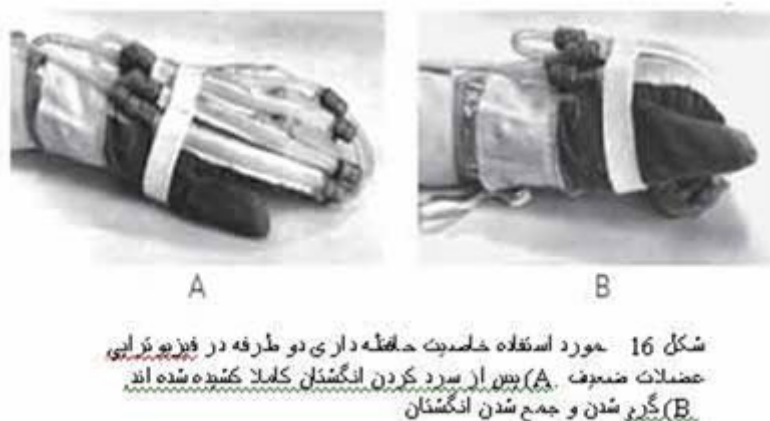 A
B
شکل 16 مورد استفاده خاصیت حافظه داری دو طرفه در فیزیوتراپی
عضلات ضعیف . A)پس از سرد کردن انگشتان کاملا کشیده شده اند.
B)گرم شدن و جمع شدن انگشتان